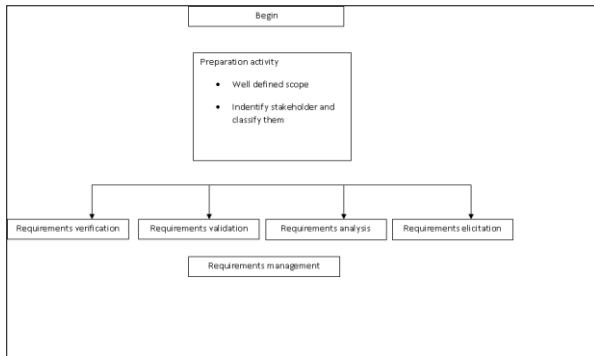 Begin
Preparation activity
• Well defined scope
• Indentify stakeholder and
classify them
Requirements verification
Requirements validation
Requirements analysis
Requirements elicitation
Requirements management